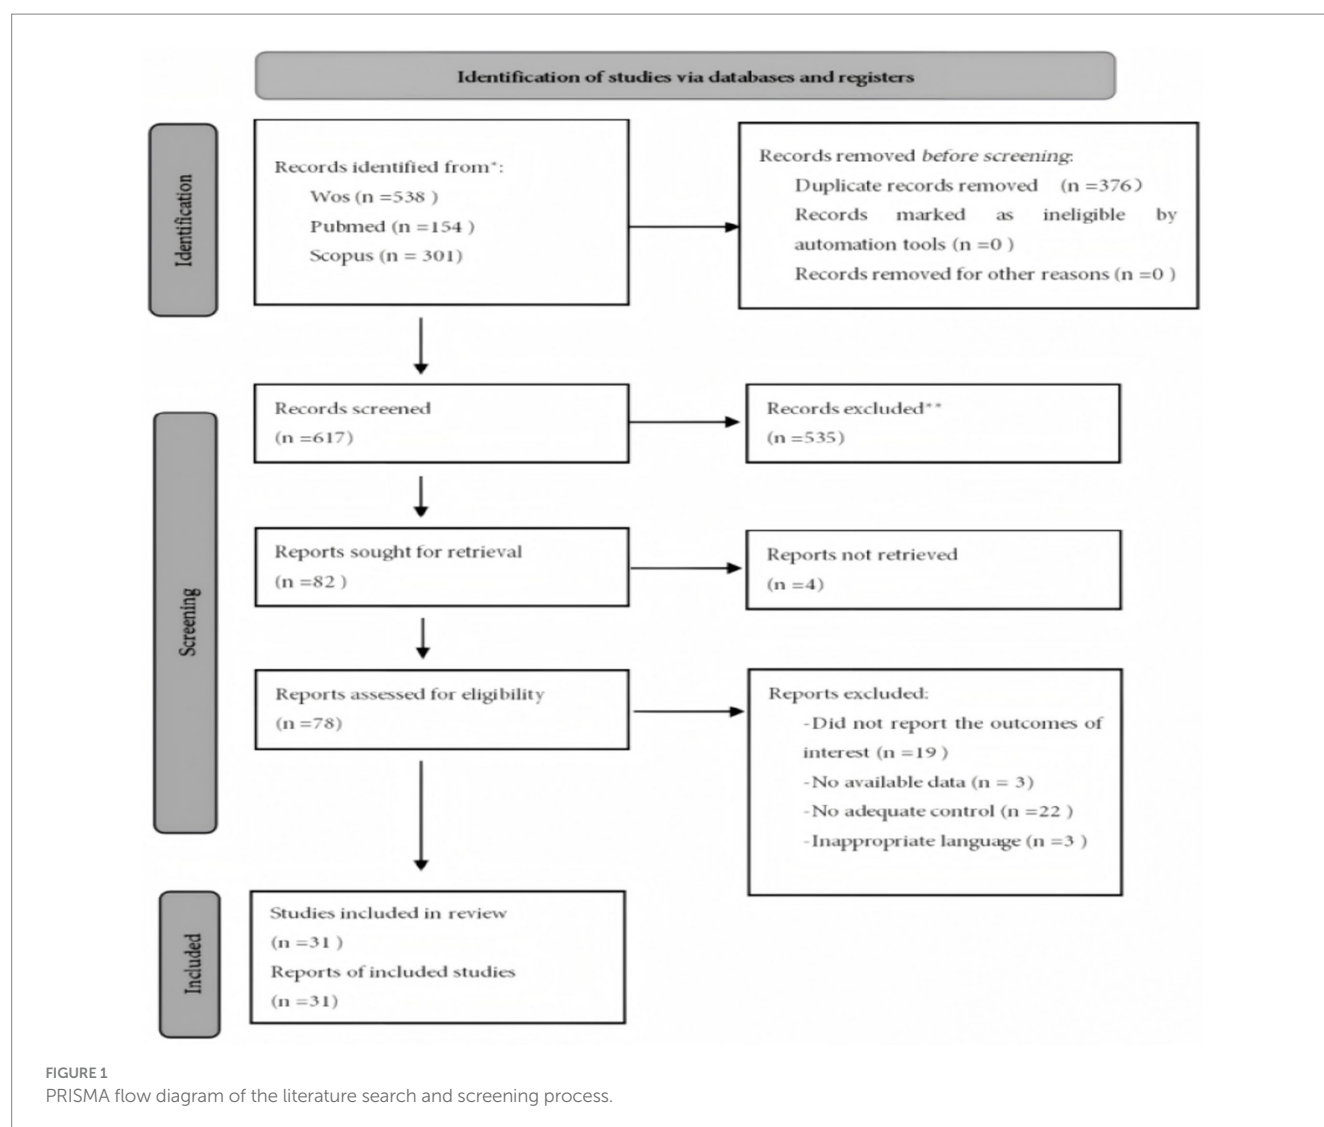 Identification of studies via databases and registers
Identification
Records identified from*:
Wos (n =538 )
Pubmed (n =154 )
Scopus (n = 301)
Records removed before screening:
Duplicate records removed (n =376)
Records marked as ineligible by
automation tools (n =0 )
Records removed for other reasons (n =0 )
Screening
Records screened
(n =617)
Records excluded**
(n =535)
Reports sought for retrieval
(n =82 )
Reports not retrieved
(n =4)
Reports assessed for eligibility
(n =78)
Reports excluded:
-Did not report the outcomes of
interest (n =19 )
-No available data (n = 3)
-No adequate control (n =22 )
-Inappropriate language (n =3 )
Included
Studies included in review
(n =31 )
Reports of included studies
(n =31)
FIGURE 1
PRISMA flow diagram of the literature search and screening process.